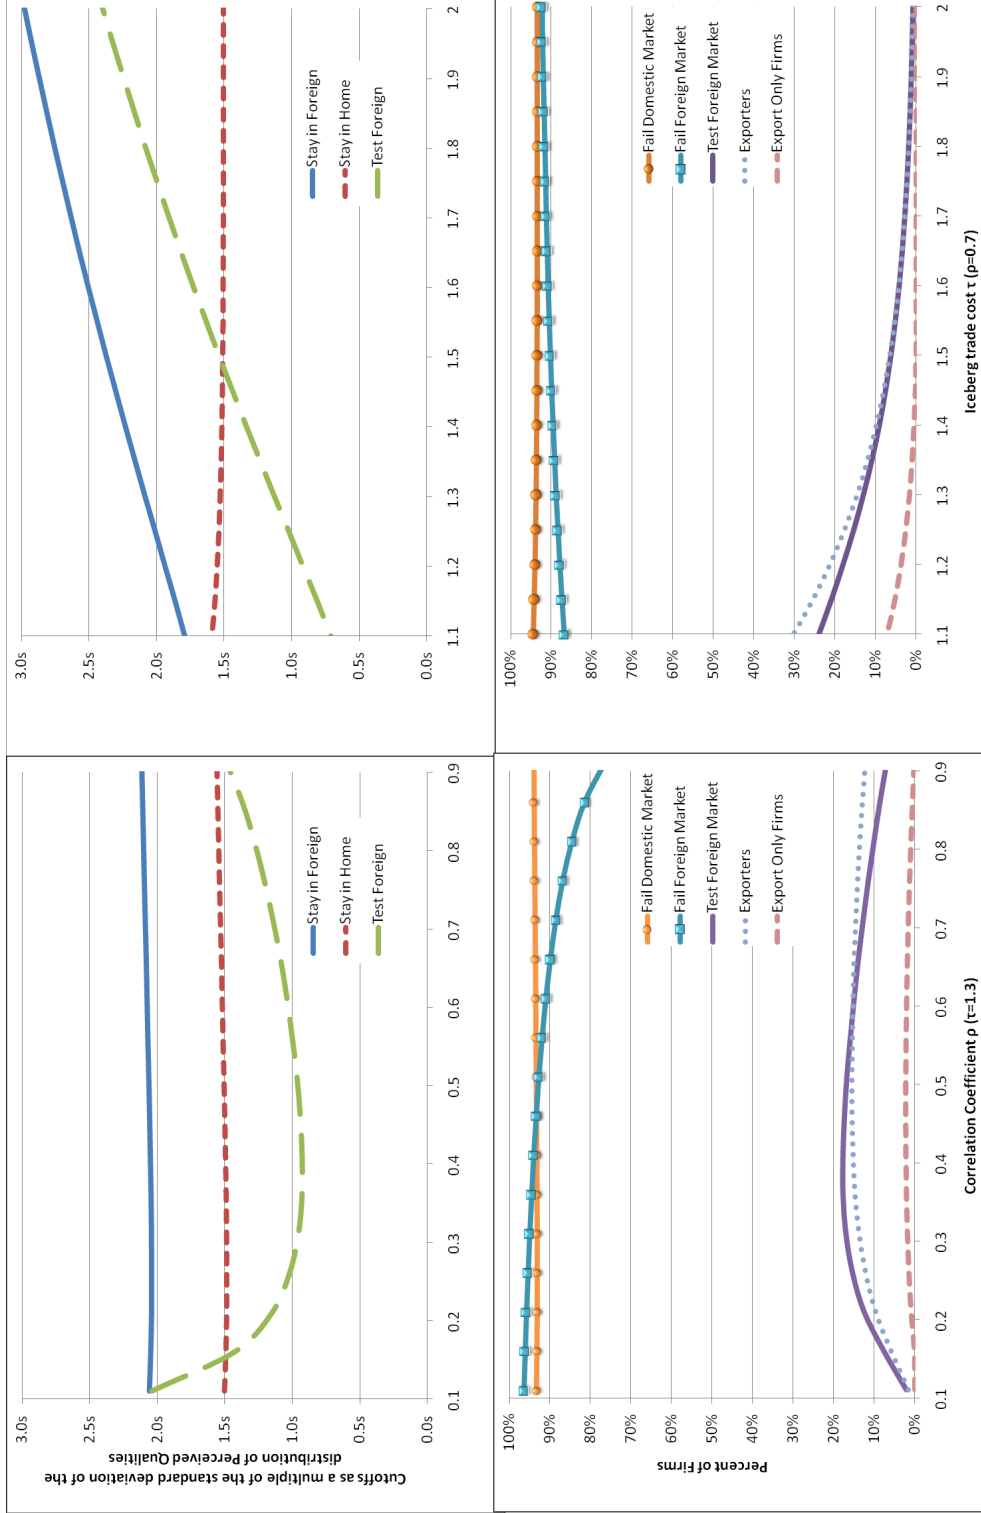 Cutoffs as a multiple of the standard deviation of the
distribution of Perceived Qualities
3.0s
2.5s
2.0s
1.5s
1.0s
0.5s
0.0s
0.1
0.2
0.3
0.4
0.5
0.6
0.7
0.8
0.9
Stay in Foreign
Stay in Home
Test Foreign
3.0s
2.5s
2.0s
1.5s
1.0s
0.5s
0.0s
1.1
1.2
1.3
1.4
1.5
1.6
1.7
1.8
1.9
2
Stay in Foreign
Stay in Home
Test Foreign
Percent of Firms
100%
90%
80%
70%
60%
50%
40%
30%
20%
10%
0%
0.1
0.2
0.3
0.4
0.5
0.6
0.7
0.8
0.9
Correlation Coefficient ρ (τ=1.3)
Fail Domestic Market
Fail Foreign Market
Test Foreign Market
Exporters
Export Only Firms
100%
90%
80%
70%
60%
50%
40%
30%
20%
10%
0%
1.1
1.2
1.3
1.4
1.5
1.6
1.7
1.8
1.9
2
Iceberg trade cost τ (ρ=0.7)
Fail Domestic Market
Fail Foreign Market
Test Foreign Market
Exporters
Export Only Firms